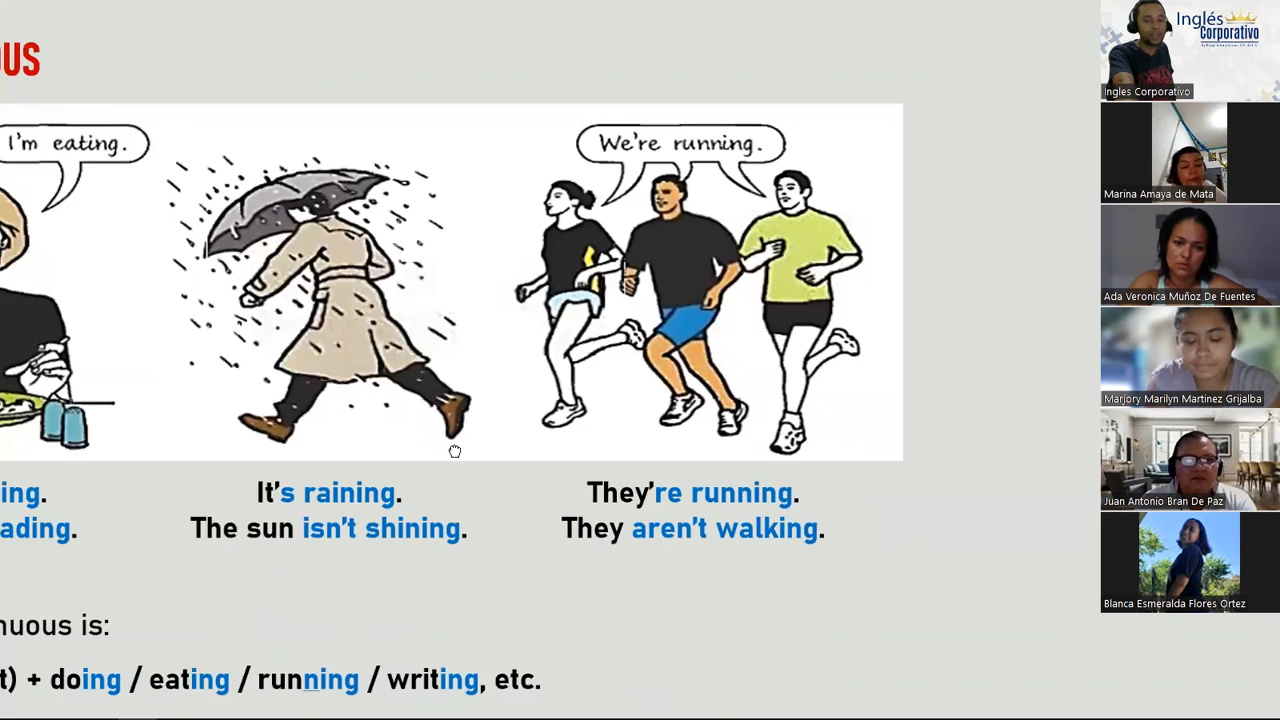 OUS
I'm eating.
We're running.
ing.
ading.
It's raining.
The sun isn't shining.
They're running.
They aren't walking.
nuous is:
t) + doing / eating / running / writing, etc.
Inglés
Corporativo
Ingles Corporativo
Marina Amaya de Mata
Ada Veronica Muñoz De Fuentes
Marjory Marilyn Martinez Grijalba
Juan Antonio Bran De Paz
Blanca Esmeralda Flores Ortez